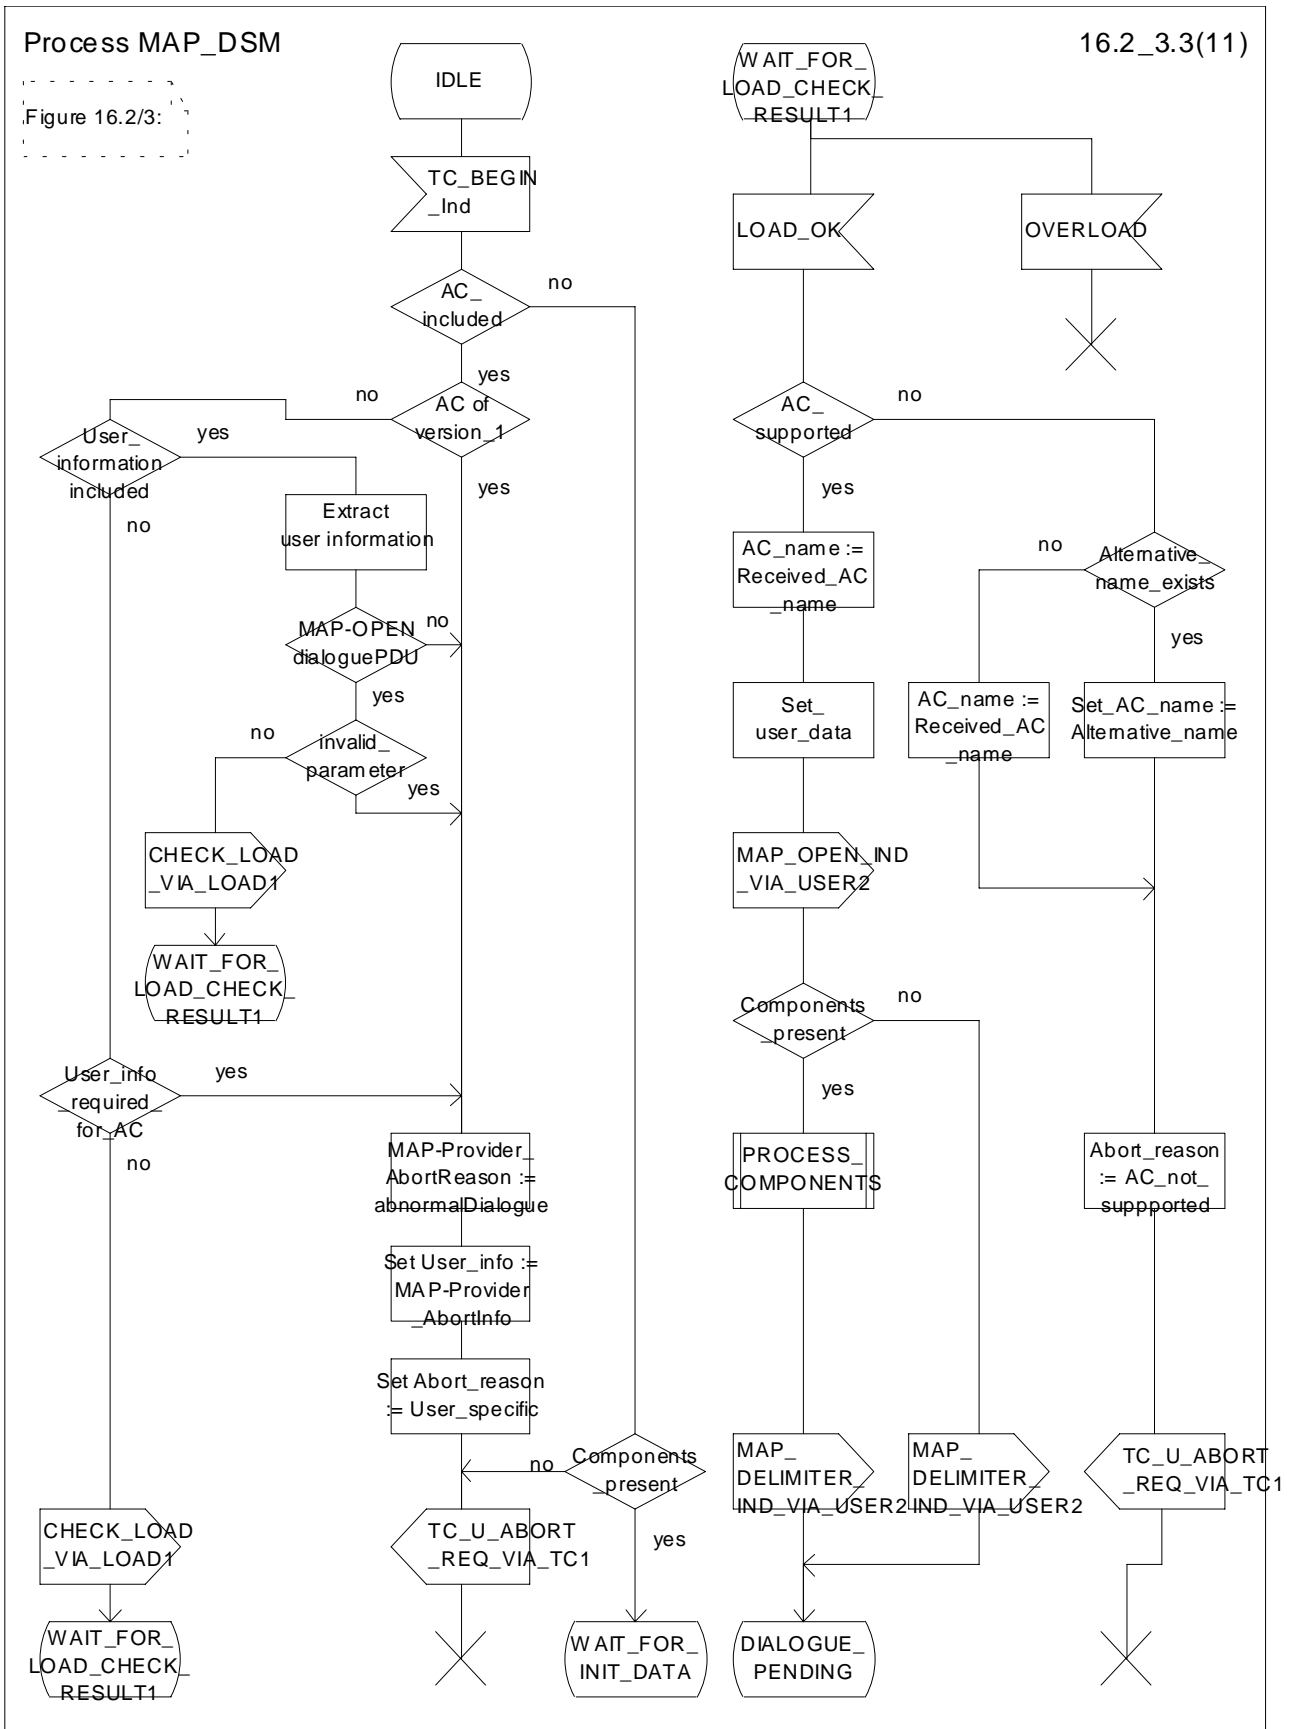 Process MAP_DSM
16.2_3.3(11)
Figure 16.2/3:
IDLE
TC_BEGIN
_Ind
AC_
included
no
yes
AC of
version_1
no
yes
User_
information
included
yes
no
Extract
user information
MAP-OPEN
dialoguePDU
no
yes
invalid_
parameter
no
yes
CHECK_LOAD
_VIA_LOAD1
WAIT_FOR_
LOAD_CHECK_
RESULT1
User_info
_required_
for_AC
yes
no
MAP-Provider_
AbortReason :=
abnormalDialogue
Set User_info :=
MAP-Provider
_AbortInfo
Set Abort_reason
:= User_specific
Components
_present
no
yes
CHECK_LOAD
_VIA_LOAD1
TC_U_ABORT
_REQ_VIA_TC1
WAIT_FOR_
LOAD_CHECK_
RESULT1
WAIT_FOR_
INIT_DATA
WAIT_FOR_
LOAD_CHECK_
RESULT1
LOAD_OK
OVERLOAD
AC_
supported
no
yes
AC_name :=
Received_AC
_name
Alternative_
name_exists
no
yes
Set_
user_data
AC_name :=
Received_AC
_name
Set_AC_name :=
Alternative_name
MAP_OPEN_IND
_VIA_USER2
Components
_present
no
yes
PROCESS_
COMPONENTS
Abort_reason
:= AC_not_
suppported
MAP_
DELIMITER_
IND_VIA_USER2
MAP_
DELIMITER_
IND_VIA_USER2
TC_U_ABORT
_REQ_VIA_TC1
DIALOGUE_
PENDING